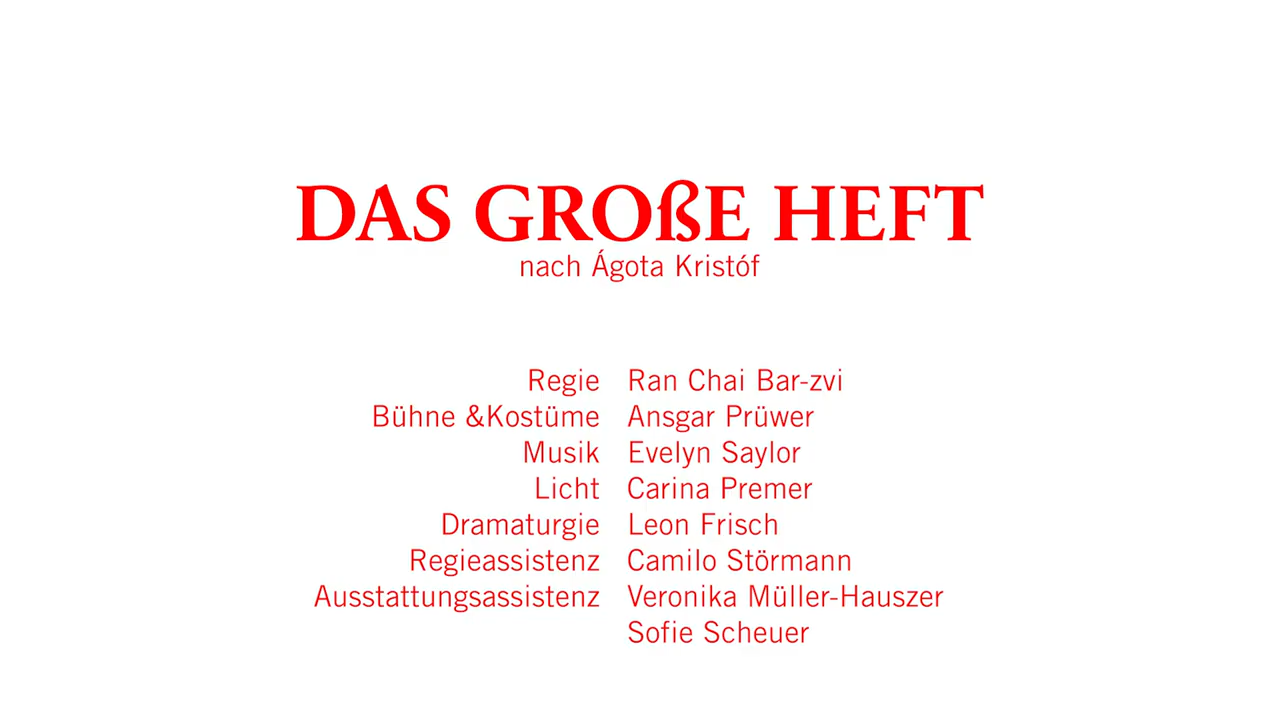 DAS GROßE HEFT
nach Ágota Kristóf
Regie Ran Chai Bar-zvi
Bühne &Kostüme Ansgar Prüwer
Musik Evelyn Saylor
Licht Carina Premer
Dramaturgie Leon Frisch
Regieassistenz Camilo Störmann
Ausstattungsassistenz Veronika Müller-Hauszer
Sofie Scheuer